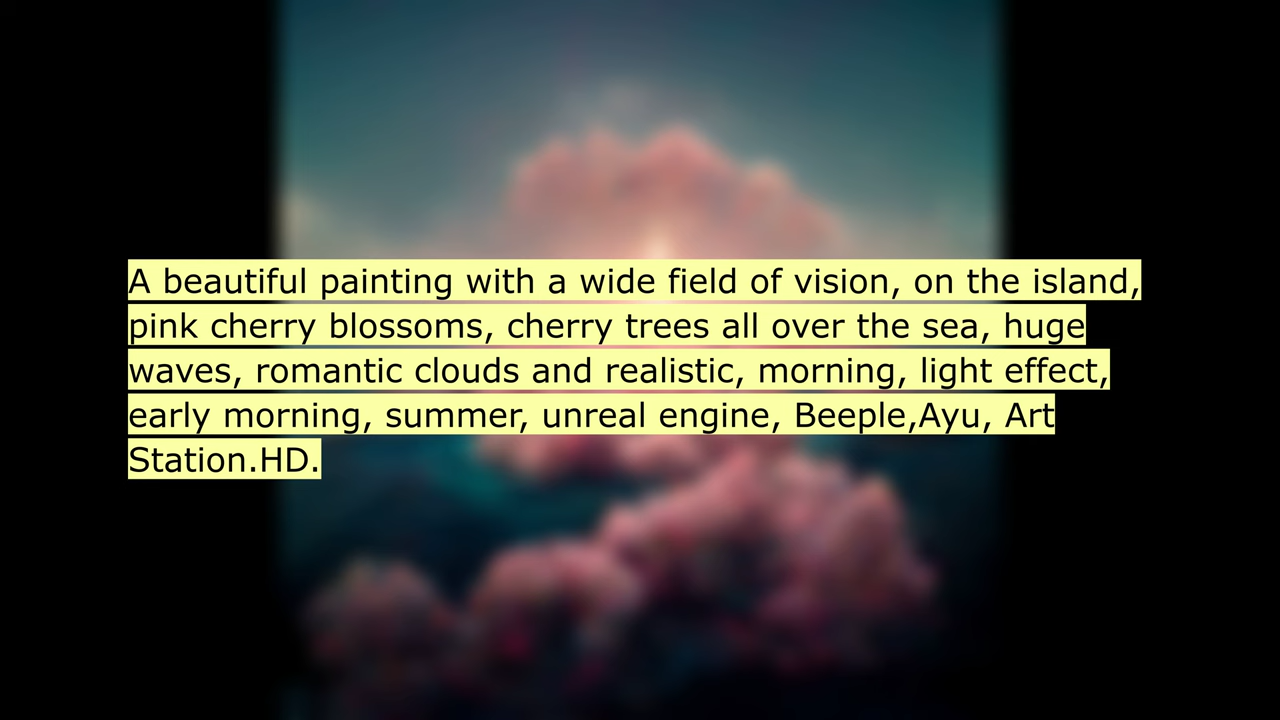 A beautiful painting with a wide field of vision, on the island,
pink cherry blossoms, cherry trees all over the sea, huge
waves, romantic clouds and realistic, morning, light effect,
early morning, summer, unreal engine, Beeple,Ayu, Art
Station.HD.